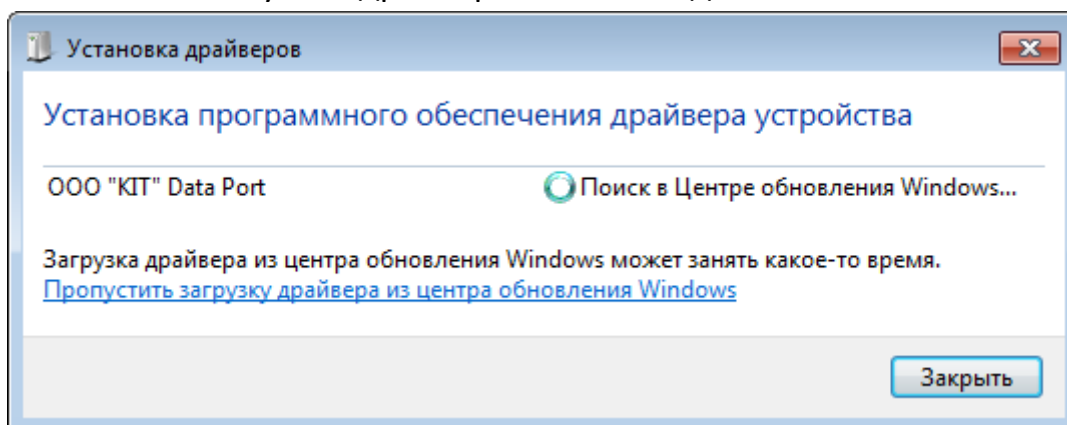 Установка драйверов
Установка программного обеспечения драйвера устройства
ООО "КІТ" Data Port
Поиск в Центре обновления Windows...
Загрузка драйвера из центра обновления Windows может занять какое-то время.
Пропустить загрузку драйвера из центра обновления Windows
Закрыть